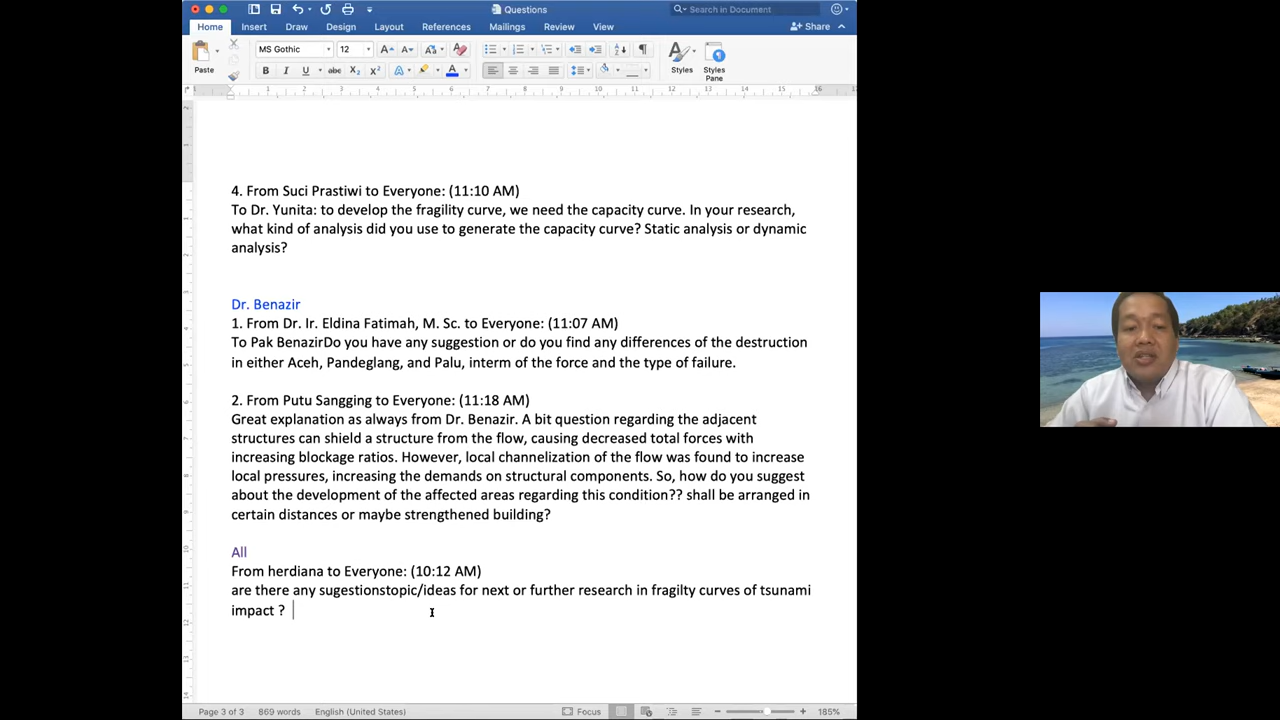 Questions
Search in Document
Home Insert Draw Design Layout References Mailings Review View Share
Paste MS Gothic 12 Styles Styles Pane
4. From Suci Prastiwi to Everyone: (11:10 AM)
To Dr. Yunita: to develop the fragility curve, we need the capacity curve. In your research,
what kind of analysis did you use to generate the capacity curve? Static analysis or dynamic
analysis?
Dr. Benazir
1. From Dr. Ir. Eldina Fatimah, M. Sc. to Everyone: (11:07 AM)
To Pak BenazirDo you have any suggestion or do you find any differences of the destruction
in either Aceh, Pandeglang, and Palu, interm of the force and the type of failure.
2. From Putu Sangging to Everyone: (11:18 AM)
Great explanation as always from Dr. Benazir. A bit question regarding the adjacent
structures can shield a structure from the flow, causing decreased total forces with
increasing blockage ratios. However, local channelization of the flow was found to increase
local pressures, increasing the demands on structural components. So, how do you suggest
about the development of the affected areas regarding this condition?? shall be arranged in
certain distances or maybe strengthened building?
All
From herdiana to Everyone: (10:12 AM)
are there any sugestionstopic/ideas for next or further research in fragilty curves of tsunami
impact ?
Page 3 of 3 869 words English (United States) Focus 185%